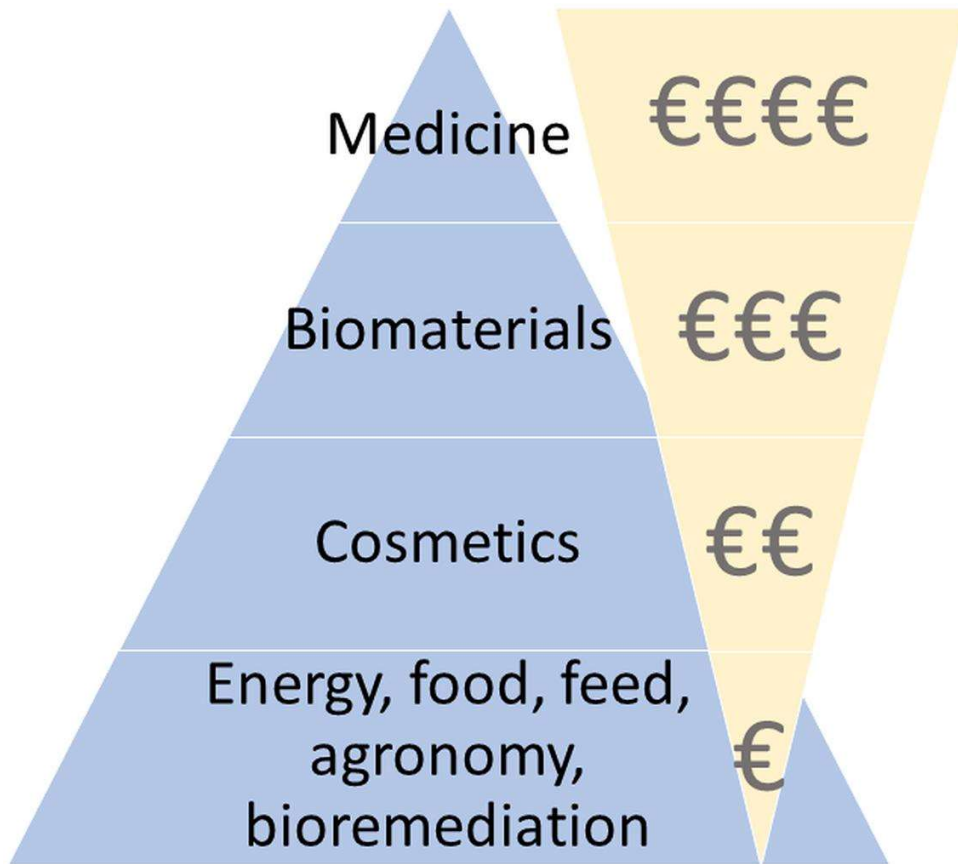 Medicine
€€€€
Biomaterials
€€€
Cosmetics
€€
Energy, food, feed,
agronomy,
bioremediation
€